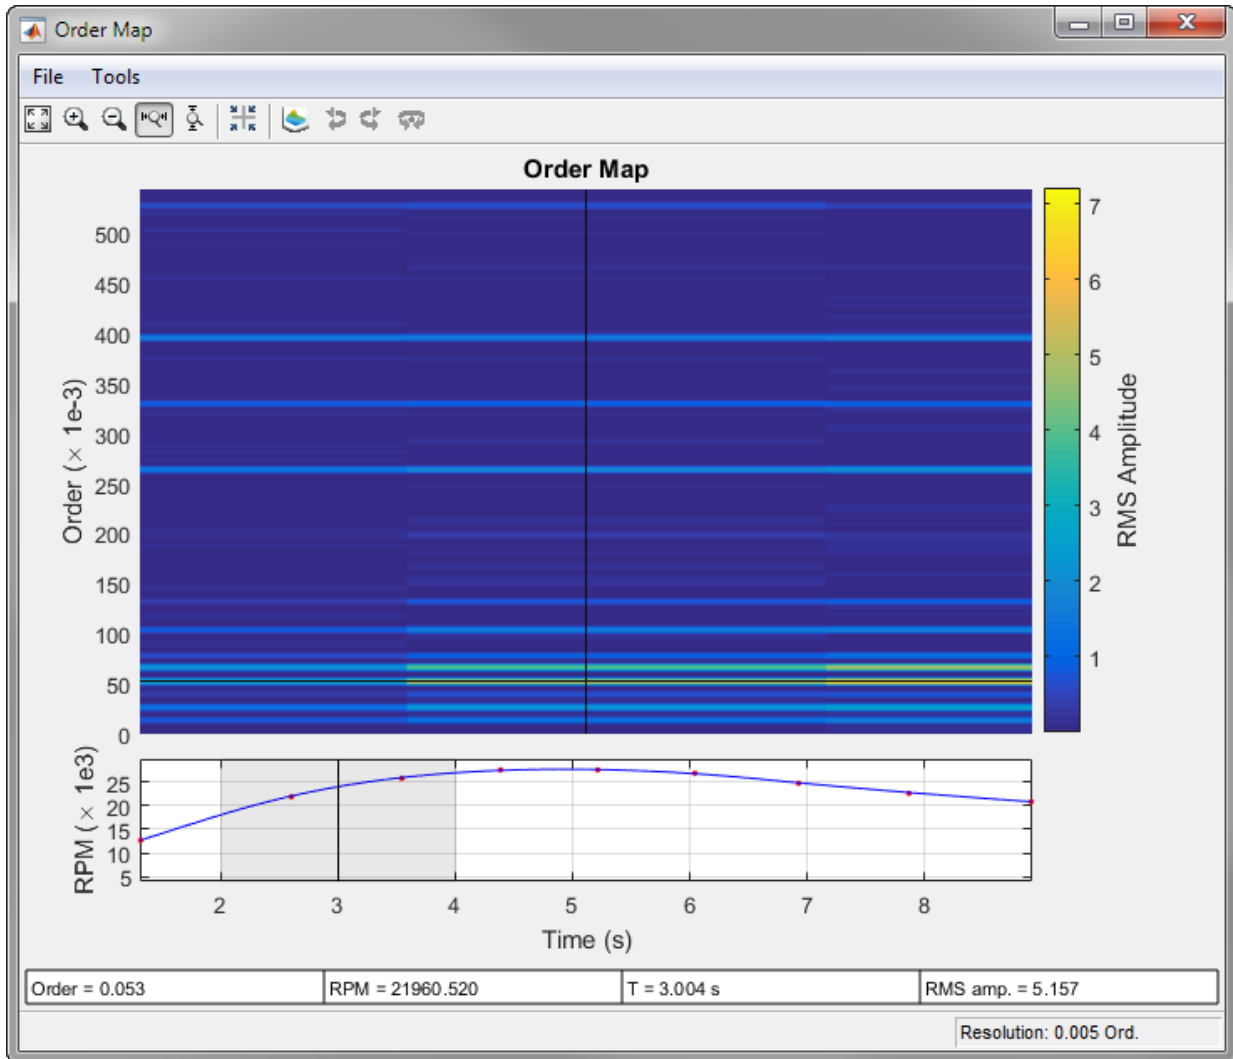 Order Map
File Tools
Order Map
Order (× 1e-3)
500
450
400
350
300
250
200
150
100
50
0
7
6
5
4
3
2
1
RMS Amplitude
RPM (× 1e3)
25
20
15
10
5
2 3 4 5 6 7 8
Time (s)
Order = 0.053 RPM = 21960.520 T = 3.004 s RMS amp. = 5.157
Resolution: 0.005 Ord.